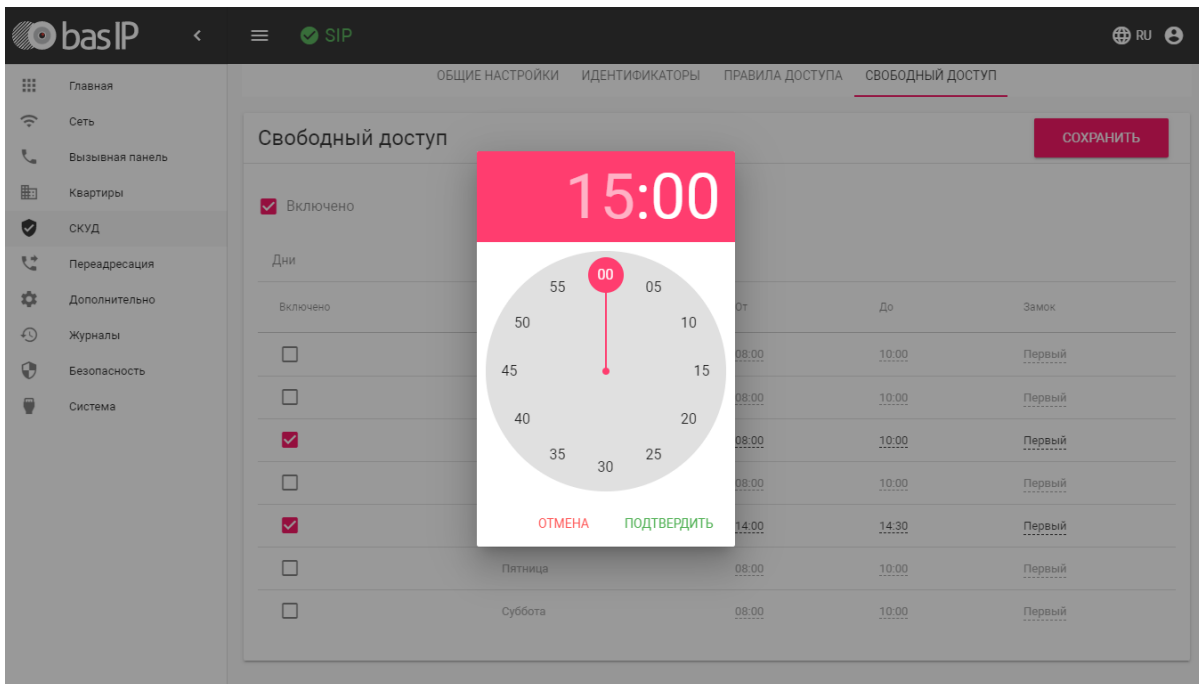 basIP
SIP
RU
Главная
Сеть
Вызывная панель
Квартиры
СКУД
Переадресация
Дополнительно
Журналы
Безопасность
Система
ОБЩИЕ НАСТРОЙКИ ИДЕНТИФИКАТОРЫ ПРАВИЛА ДОСТУПА СВОБОДНЫЙ ДОСТУП
Свободный доступ
СОХРАНИТЬ
Включено
Дни
Включено От До Замок
08:00 10:00 Первый
08:00 10:00 Первый
08:00 10:00 Первый
08:00 10:00 Первый
14:00 14:30 Первый
Пятница 08:00 10:00 Первый
Суббота 08:00 10:00 Первый
15:00
00
55 05
50 10
45 15
40 20
35 25
30
ОТМЕНА ПОДТВЕРДИТЬ